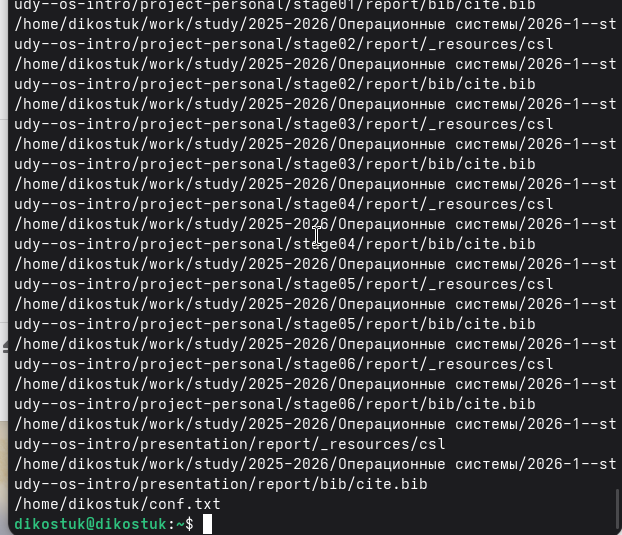 udy--os-intro/project-personal/stage01/report/bib/cite.bib
/home/dikostuk/work/study/2025-2026/Операционные системы/2026-1--st
udy--os-intro/project-personal/stage02/report/_resources/csl
/home/dikostuk/work/study/2025-2026/Операционные системы/2026-1--st
udy--os-intro/project-personal/stage02/report/bib/cite.bib
/home/dikostuk/work/study/2025-2026/Операционные системы/2026-1--st
udy--os-intro/project-personal/stage03/report/_resources/csl
/home/dikostuk/work/study/2025-2026/Операционные системы/2026-1--st
udy--os-intro/project-personal/stage03/report/bib/cite.bib
/home/dikostuk/work/study/2025-2026/Операционные системы/2026-1--st
udy--os-intro/project-personal/stage04/report/_resources/csl
/home/dikostuk/work/study/2025-2026/Операционные системы/2026-1--st
udy--os-intro/project-personal/stage04/report/bib/cite.bib
/home/dikostuk/work/study/2025-2026/Операционные системы/2026-1--st
udy--os-intro/project-personal/stage05/report/_resources/csl
/home/dikostuk/work/study/2025-2026/Операционные системы/2026-1--st
udy--os-intro/project-personal/stage05/report/bib/cite.bib
/home/dikostuk/work/study/2025-2026/Операционные системы/2026-1--st
udy--os-intro/project-personal/stage06/report/_resources/csl
/home/dikostuk/work/study/2025-2026/Операционные системы/2026-1--st
udy--os-intro/project-personal/stage06/report/bib/cite.bib
/home/dikostuk/work/study/2025-2026/Операционные системы/2026-1--st
udy--os-intro/presentation/report/_resources/csl
/home/dikostuk/work/study/2025-2026/Операционные системы/2026-1--st
udy--os-intro/presentation/report/bib/cite.bib
/home/dikostuk/conf.txt
dikostuk@dikostuk:~$